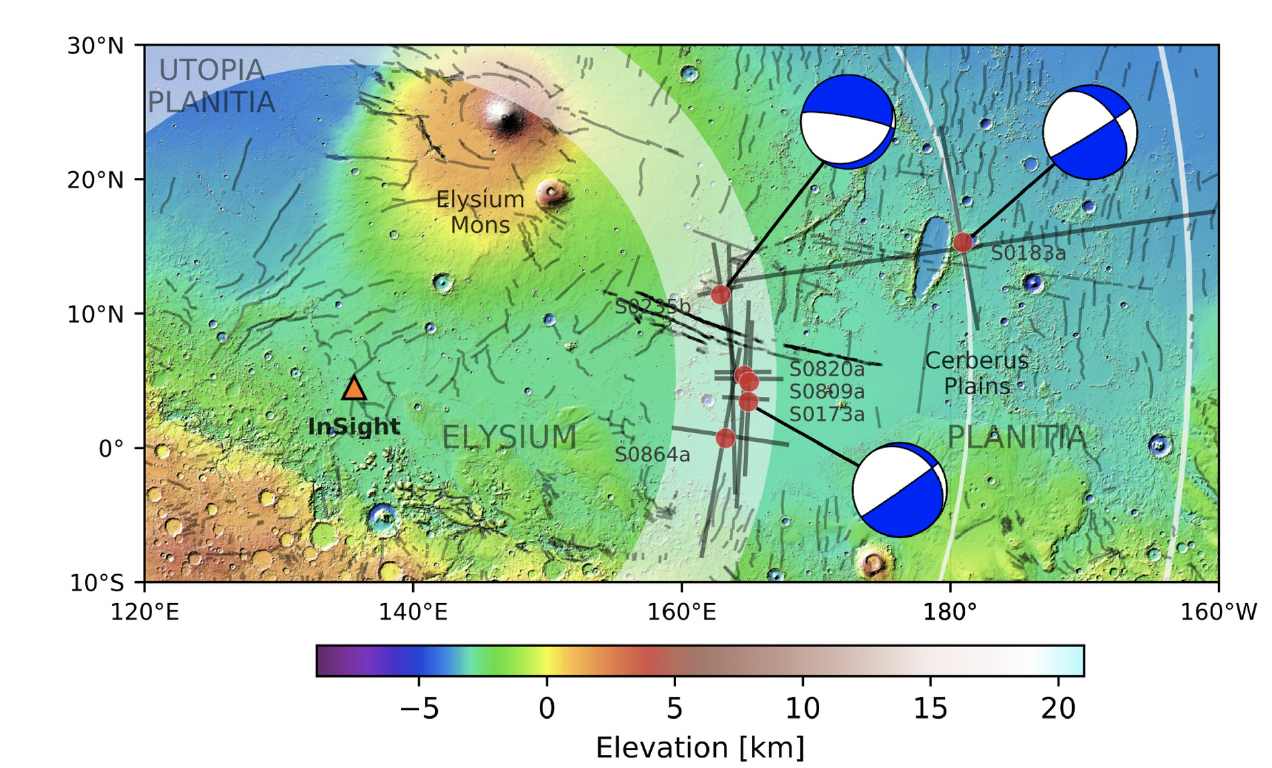 30°N
20°N
10°N
0°
10°S
UTOPIA
PLANITIA
Elysium
Mons
S0183a
S0235b
Cerberus
Plains
S0820a
S0809a
S0173a
InSight
ELYSIUM
PLANITIA
S0864a
120°E
140°E
160°E
180°
160°W
−5
0
5
10
15
20
Elevation [km]